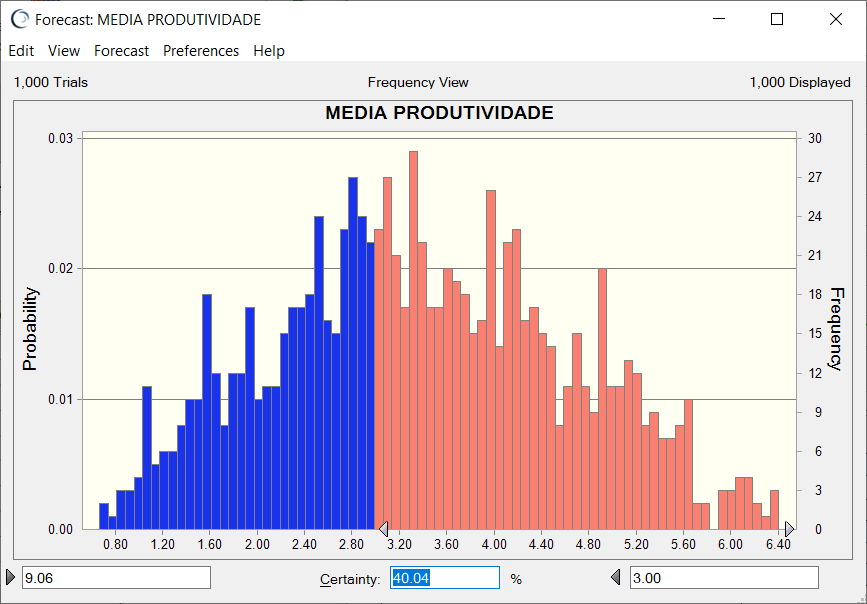 Forecast: MEDIA PRODUTIVIDADE
Edit View Forecast Preferences Help
1,000 Trials Frequency View 1,000 Displayed
MEDIA PRODUTIVIDADE
0.03 30
27
24
21
0.02
18
15
12
0.01
9
6
3
0.00 0
Probability
Frequency
0.80 1.20 1.60 2.00 2.40 2.80 3.20 3.60 4.00 4.40 4.80 5.20 5.60 6.00 6.40
9.06 Certainty: 40.04 % 3.00